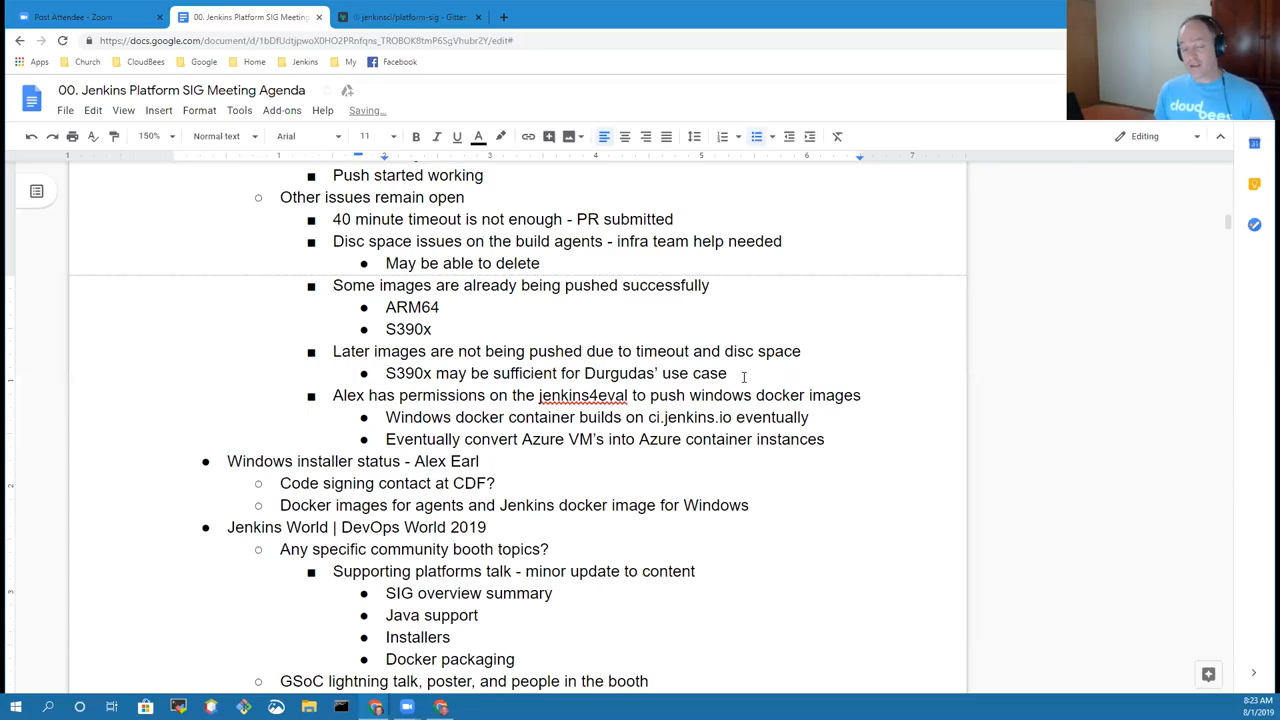 Post Attendee - Zoom
00. Jenkins Platform SIG Meeting
jenkinsci/platform-sig - Gitter
https://docs.google.com/document/d/1bDfUdtjpwoX0HO2PRnfqns_TROBOK8tmP6SgVhubr2Y/edit#
Apps Church CloudBees Google Home Jenkins My Facebook
00. Jenkins Platform SIG Meeting Agenda
File Edit View Insert Format Tools Add-ons Help Saving...
150% Normal text Arial 11 Editing
1 1 2 3 4 5 6 7
Push started working
Other issues remain open
40 minute timeout is not enough - PR submitted
Disc space issues on the build agents - infra team help needed
May be able to delete
Some images are already being pushed successfully
ARM64
S390x
Later images are not being pushed due to timeout and disc space
S390x may be sufficient for Durgudas' use case
Alex has permissions on the jenkins4eval to push windows docker images
Windows docker container builds on ci.jenkins.io eventually
Eventually convert Azure VM's into Azure container instances
Windows installer status - Alex Earl
Code signing contact at CDF?
Docker images for agents and Jenkins docker image for Windows
Jenkins World | DevOps World 2019
Any specific community booth topics?
Supporting platforms talk - minor update to content
SIG overview summary
Java support
Installers
Docker packaging
GSoC lightning talk, poster, and people in the booth
cloudbees
8:23 AM
8/1/2019